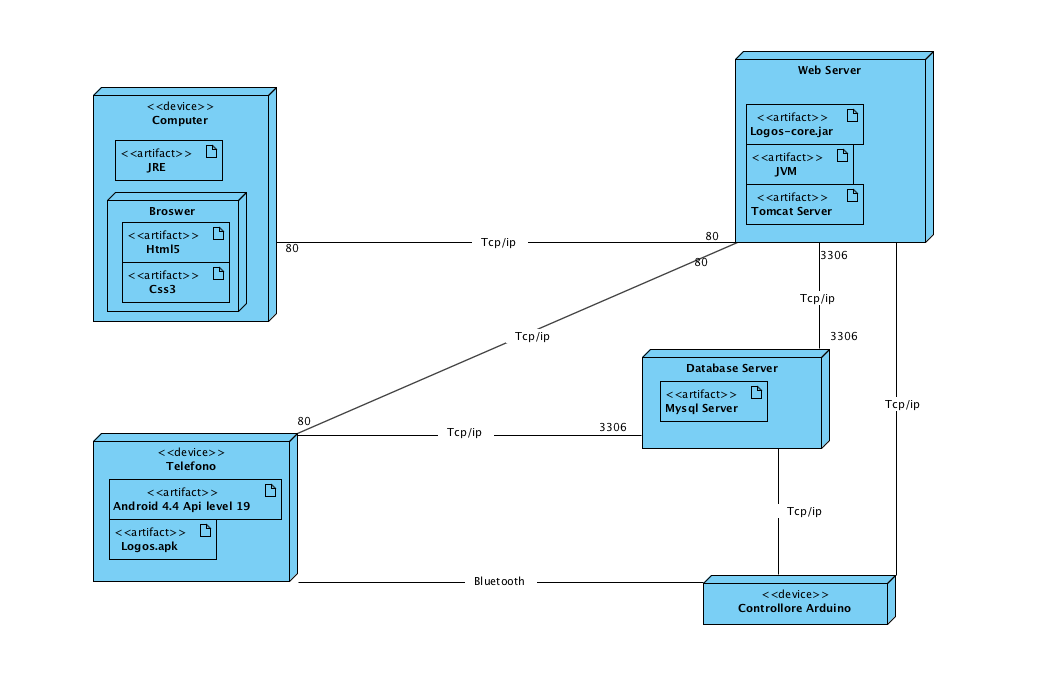 <<device>>
Computer
<<artifact>>
JRE
Broswer
<<artifact>>
Html5
<<artifact>>
Css3
Web Server
<<artifact>>
Logos-core.jar
<<artifact>>
JVM
<<artifact>>
Tomcat Server
80
Tcp/ip
80
80
Tcp/ip
80
3306
Tcp/ip
3306
Database Server
<<artifact>>
Mysql Server
Tcp/ip
Tcp/ip
3306
<<device>>
Telefono
<<artifact>>
Android 4.4 Api level 19
<<artifact>>
Logos.apk
Tcp/ip
Bluetooth
<<device>>
Controllore Arduino